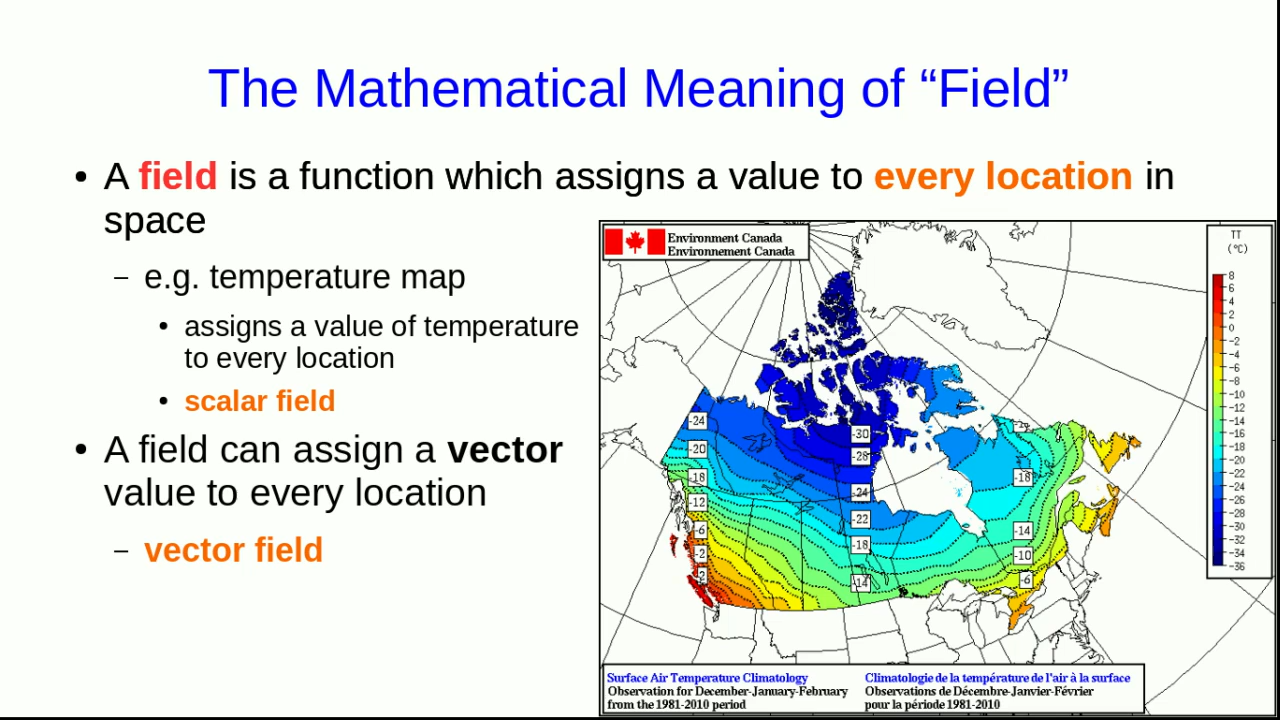 The Mathematical Meaning of “Field”
• A field is a function which assigns a value to every location in
space
– e.g. temperature map
• assigns a value of temperature
to every location
• scalar field
• A field can assign a vector
value to every location
– vector field
Environment Canada
Environnement Canada
TT
(°C)
8
6
4
2
0
-2
-4
-6
-8
-10
-12
-14
-16
-18
-20
-22
-24
-26
-28
-30
-32
-34
-36
-24
-20
-18
-12
-6
-2
2
-30
-28
-24
-22
-18
-14
-18
-14
-10
-6
Surface Air Temperature Climatology
Observation for December-January-February
from the 1981-2010 period
Climatologie de la température de l'air à la surface
Observations de Décembre-Janvier-Février
pour la période 1981-2010